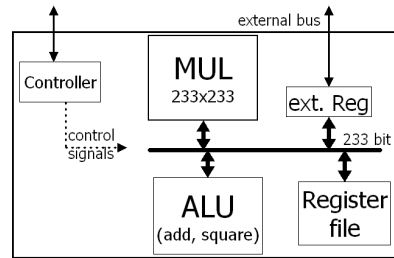 external bus
Controller
MUL
233x233
ext. Reg
control
signals
233 bit
ALU
(add, square)
Register
file